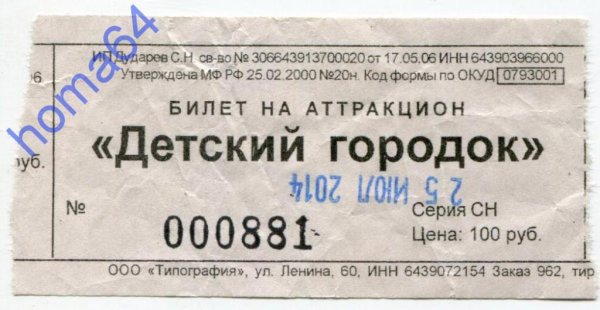 ИП Дударев С.Н св-во № 306643913700020 от 17.05.06 ИНН 643903966000
Утверждена МФ РФ 25.02.2000 №20н. Код формы по ОКУД 0793001
06
БИЛЕТ НА АТТРАКЦИОН
«Детский городок»
руб.
25 ИЮЛ 2014
№ 000881
Серия СН
Цена: 100 руб.
ООО «Типография», ул. Ленина, 60, ИНН 6439072154 Заказ 962, тир
homa64